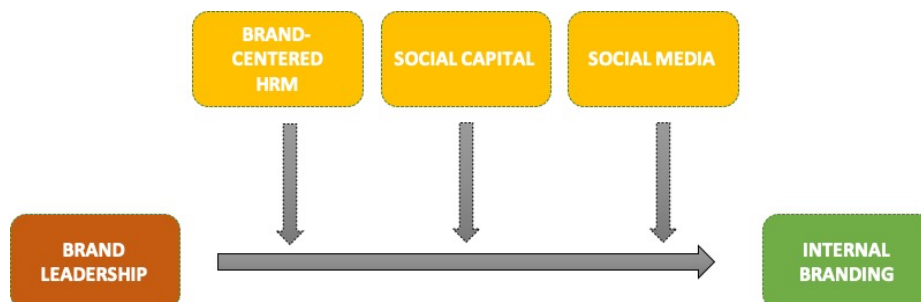 BRAND-
CENTERED
HRM
SOCIAL CAPITAL
SOCIAL MEDIA
BRAND
LEADERSHIP
INTERNAL
BRANDING